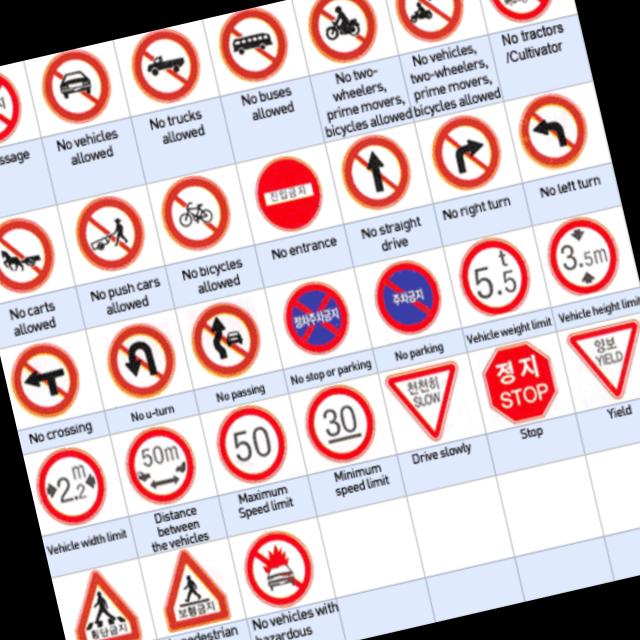 ssage
No vehicles
allowed
No trucks
allowed
No buses
allowed
No two-
wheelers,
prime movers,
bicycles allowed
No vehicles,
two-wheelers,
prime movers,
bicycles allowed
No tractors
/Cultivator
진입금지
No carts
allowed
No push cars
allowed
No bicycles
allowed
No entrance
No straight
drive
No right turn
No left turn
정차주차금지
주차금지
5.5t
3.5m
No crossing
No u-turn
No passing
No stop or parking
No parking
Vehicle weight limit
Vehicle height limit
2.2m
50m
50
30
천천히
SLOW
정지
STOP
양보
YIELD
Vehicle width limit
Distance
between
the vehicles
Maximum
Speed limit
Minimum
speed limit
Drive slowly
Stop
Yield
횡단금지
보행금지
pedestrian
No vehicles with
hazardous